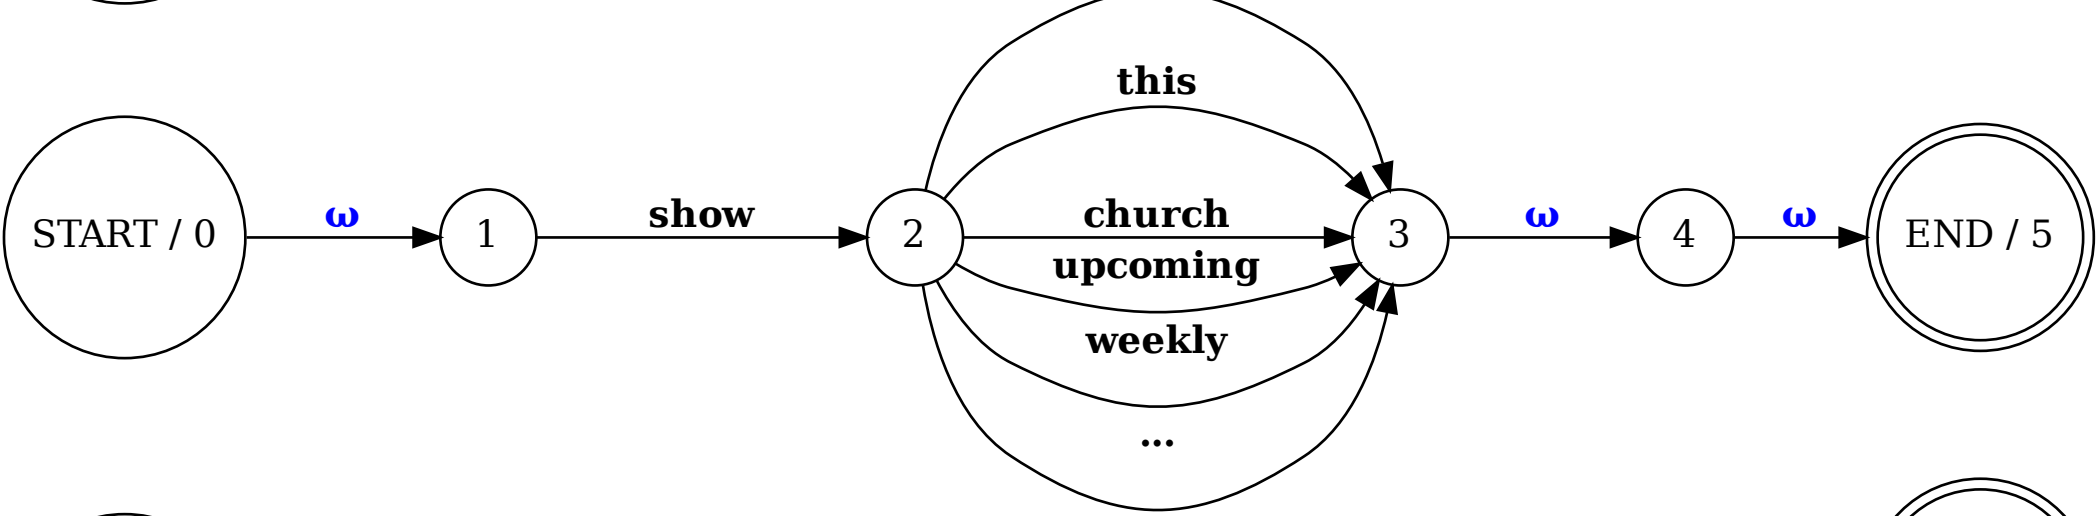 this
START / 0 ω 1 show 2 church 3 ω 4 ω END / 5
upcoming
weekly
...